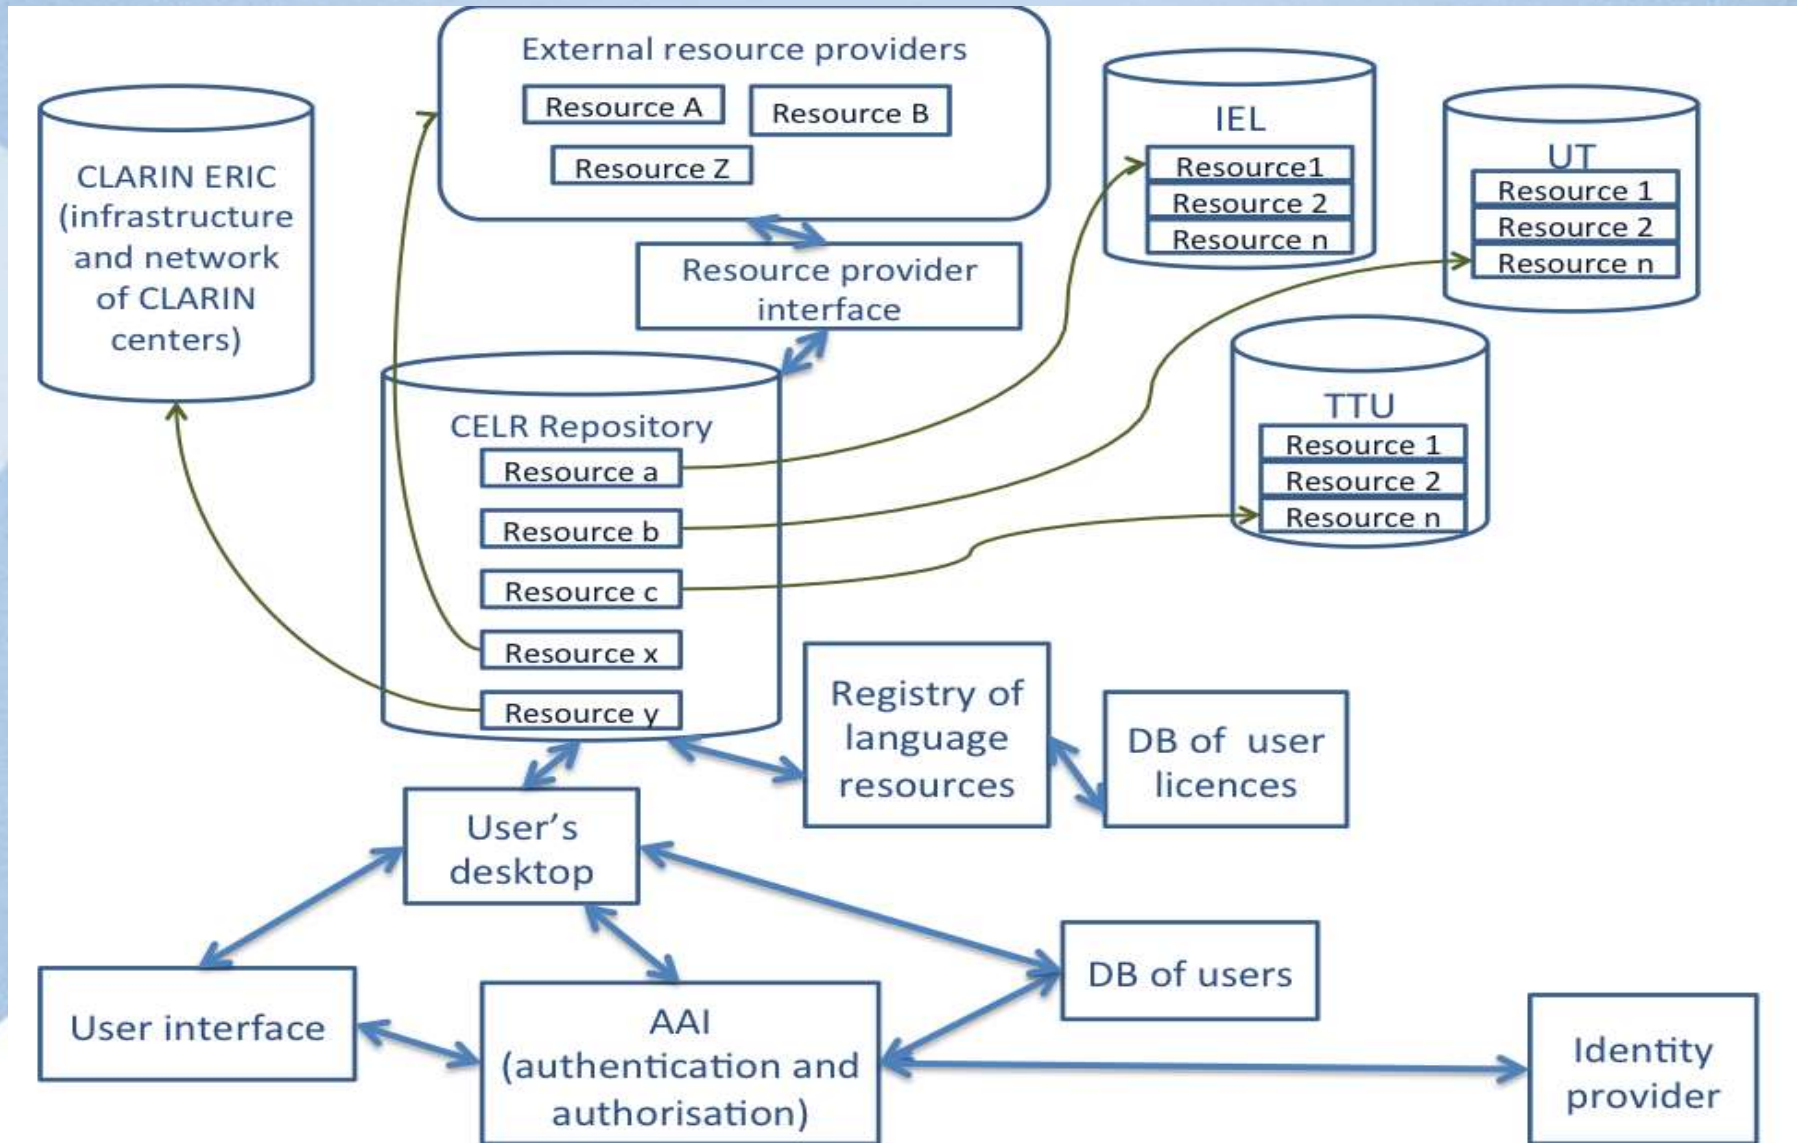 External resource providers
Resource A
Resource B
Resource Z
CLARIN ERIC
(infrastructure
and network
of CLARIN
centers)
IEL
Resource1
Resource 2
Resource n
UT
Resource 1
Resource 2
Resource n
Resource provider
interface
TTU
Resource 1
Resource 2
Resource n
CELR Repository
Resource a
Resource b
Resource c
Resource x
Resource y
Registry of
language
resources
DB of user
licences
User's
desktop
DB of users
User interface
AAI
(authentication and
authorisation)
Identity
provider